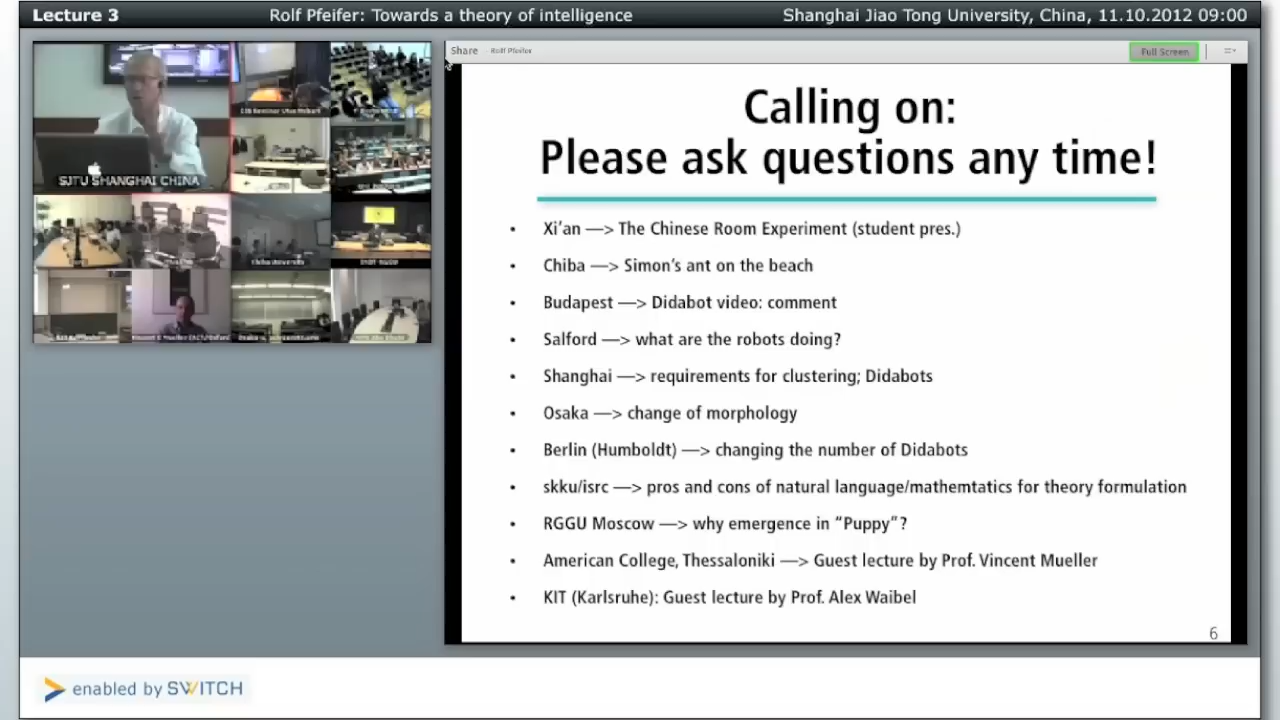 Lecture 3
Rolf Pfeifer: Towards a theory of intelligence
Shanghai Jiao Tong University, China, 11.10.2012 09:00
SJTU SHANGHAI CHINA
Chiba University
Share
Rolf Pfeifer
Full Screen
Calling on:
Please ask questions any time!
• Xi'an —> The Chinese Room Experiment (student pres.)
• Chiba —> Simon's ant on the beach
• Budapest —> Didabot video: comment
• Salford —> what are the robots doing?
• Shanghai —> requirements for clustering; Didabots
• Osaka —> change of morphology
• Berlin (Humboldt) —> changing the number of Didabots
• skku/isrc —> pros and cons of natural language/mathemtatics for theory formulation
• RGGU Moscow —> why emergence in “Puppy”?
• American College, Thessaloniki —> Guest lecture by Prof. Vincent Mueller
• KIT (Karlsruhe): Guest lecture by Prof. Alex Waibel
6
enabled by SWITCH